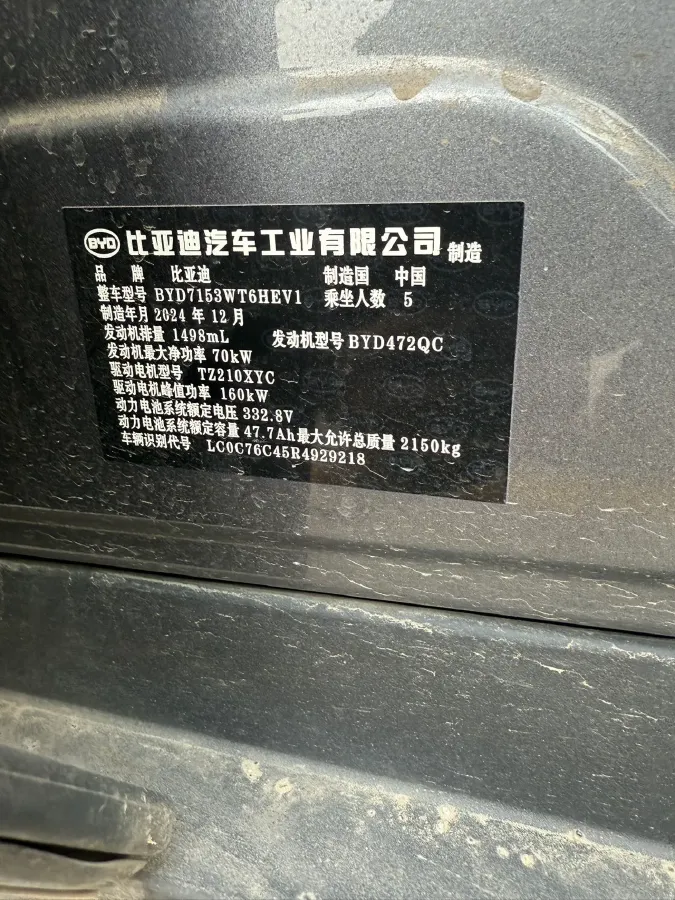 BYD 比亚迪汽车工业有限公司 制造
品 牌 比亚迪 制造国 中国
整车型号 BYD7153WT6HEV1 乘坐人数 5
制造年月 2024 年 12 月
发动机排量 1498mL 发动机型号 BYD472QC
发动机最大净功率 70kW
驱动电机型号 TZ210XYC
驱动电机峰值功率 160kW
动力电池系统额定电压 332.8V
动力电池系统额定容量 47.7Ah 最大允许总质量 2150kg
车辆识别代号 LC0C76C45R4929218